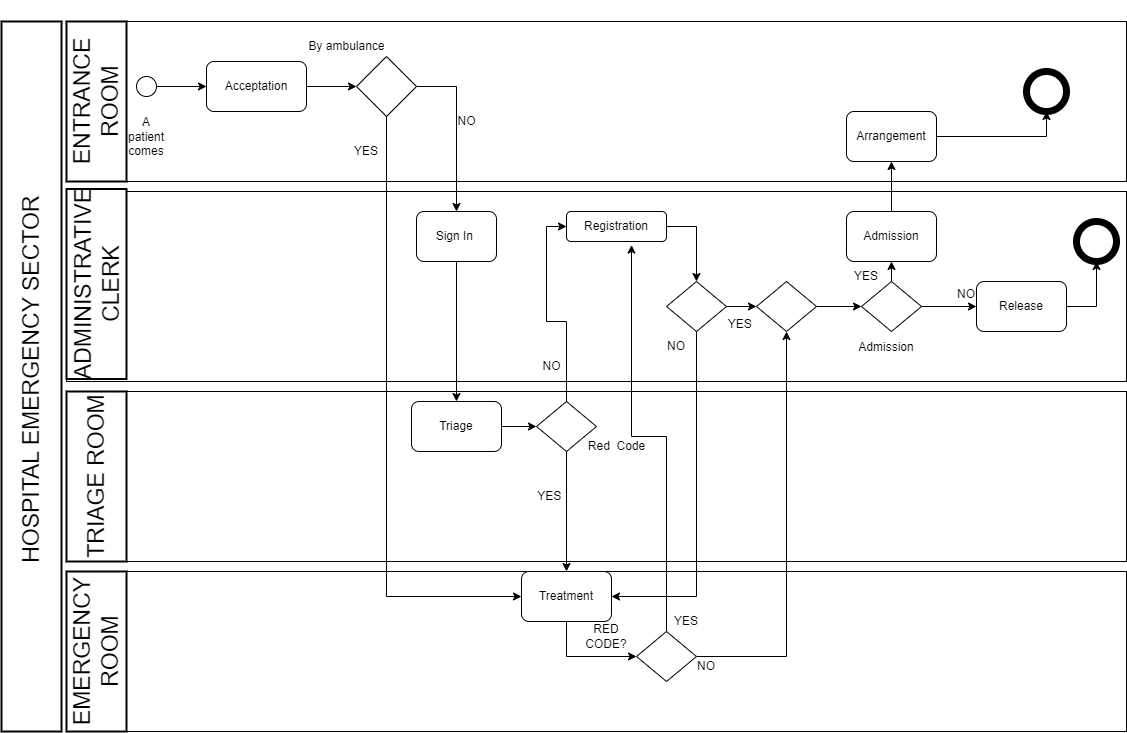 HOSPITAL EMERGENCY SECTOR
ENTRANCE
ROOM
By ambulance
Acceptation
A
patient
comes
NO
YES
Arrangement
ADMINISTRATIVE
CLERK
Sign In
Registration
Admission
YES
NO
Release
YES
NO
Admission
NO
TRIAGE ROOM
Triage
Red Code
YES
EMERGENCY
ROOM
Treatment
RED
CODE?
YES
NO